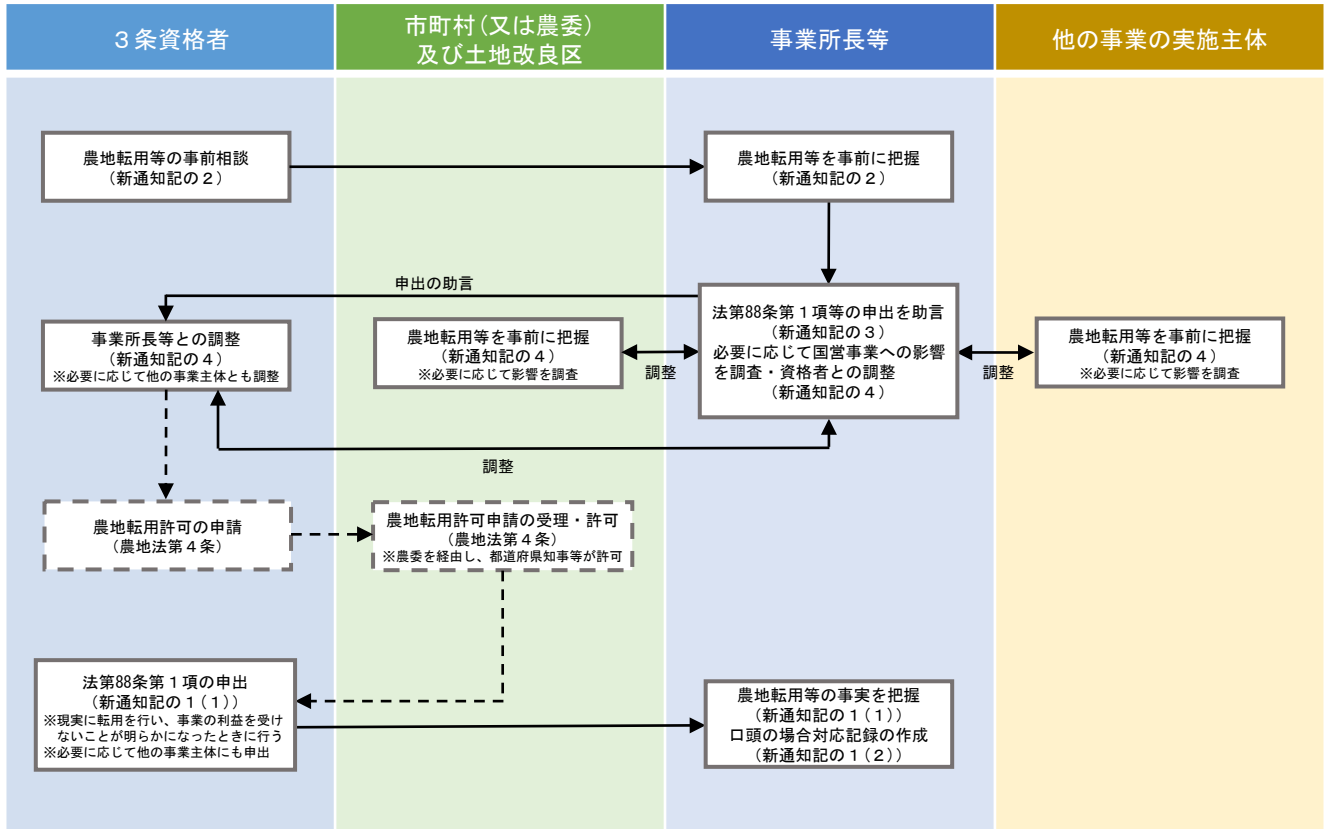 ３条資格者
市町村（又は農委）
及び土地改良区
事業所長等
他の事業の実施主体
農地転用等の事前相談
（新通知記の２）
農地転用等を事前に把握
（新通知記の２）
申出の助言
事業所長等との調整
（新通知記の４）
※必要に応じて他の事業主体とも調整
農地転用等を事前に把握
（新通知記の４）
※必要に応じて影響を調査
調整
法第88条第１項等の申出を助言
（新通知記の３）
必要に応じて国営事業への影響
を調査・資格者との調整
（新通知記の４）
調整
農地転用等を事前に把握
（新通知記の４）
※必要に応じて影響を調査
調整
農地転用許可の申請
（農地法第４条）
農地転用許可申請の受理・許可
（農地法第４条）
※農委を経由し、都道府県知事等が許可
法第88条第１項の申出
（新通知記の１(１)）
※現実に転用を行い、事業の利益を受け
ないことが明らかになったときに行う
※必要に応じて他の事業主体にも申出
農地転用等の事実を把握
（新通知記の１(１)）
口頭の場合対応記録の作成
（新通知記の１(２)）